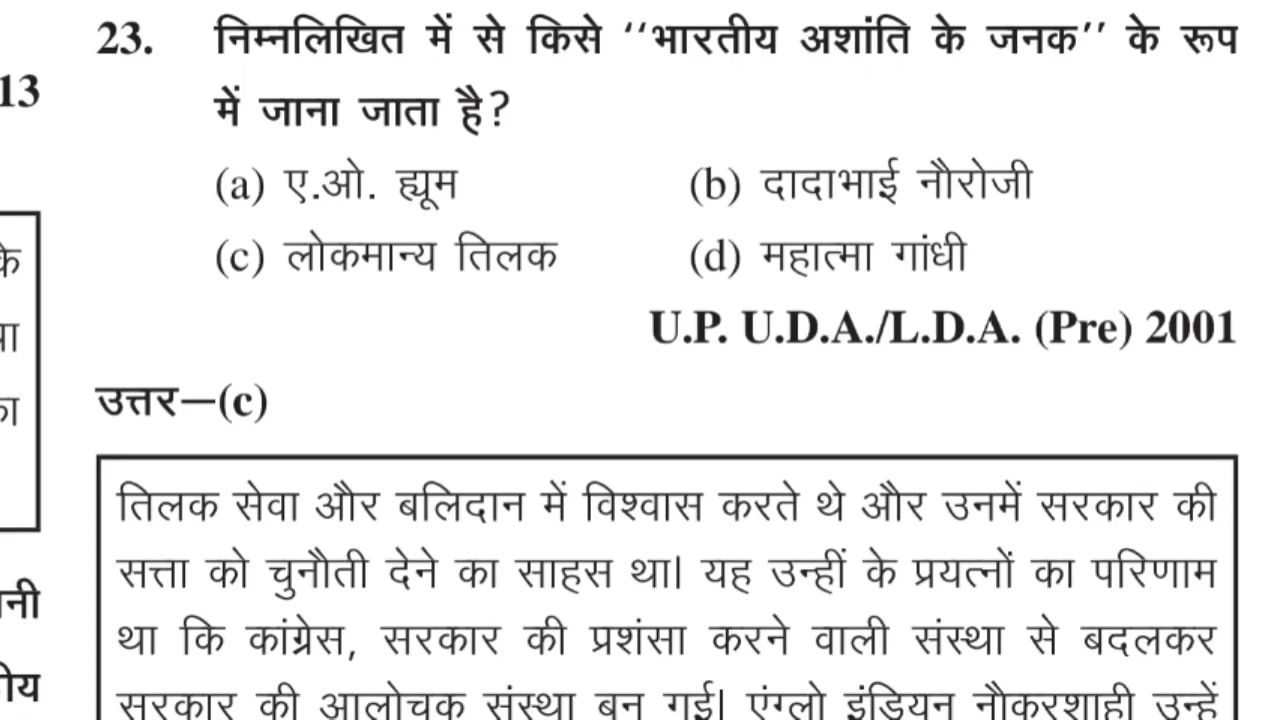 23. निम्नलिखित में से किसे ‘‘भारतीय अशांति के जनक’’ के रूप
13
में जाना जाता है?
(a) ए.ओ. ह्यूम (b) दादाभाई नौरोजी
(c) लोकमान्य तिलक (d) महात्मा गांधी
के
U.P. U.D.A./L.D.A. (Pre) 2001
उत्तर—(c)
तिलक सेवा और बलिदान में विश्वास करते थे और उनमें सरकार की
सत्ता को चुनौती देने का साहस था। यह उन्हीं के प्रयत्नों का परिणाम
था कि कांग्रेस, सरकार की प्रशंसा करने वाली संस्था से बदलकर
सरकार की आलोचक संस्था बन गई। एंग्लो इंडियन नौकरशाही उन्हें